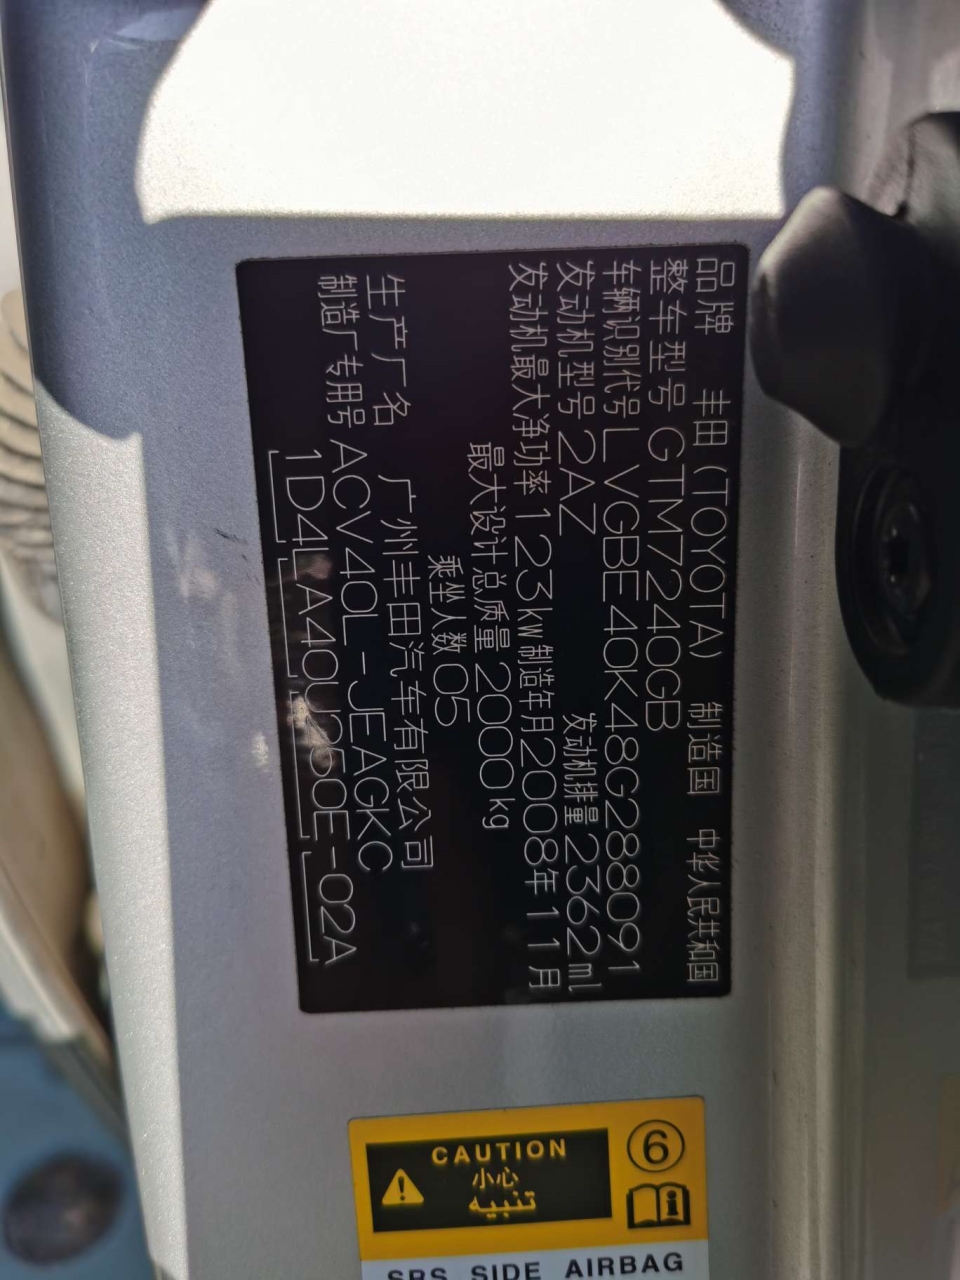 品牌 丰田(TOYOTA) 制造国 中华人民共和国
整车型号 GTM7240GB
车辆识别代号 LVGBE40K48G288091
发动机型号 2AZ 发动机排量 2362ml
发动机最大净功率 123kw 制造年月 2008年11月
最大设计总质量 2000kg
乘坐人数 05
生产厂名 广州丰田汽车有限公司
制造厂专用号 ACV40L-JEAGKC
1D4LA40U260E-02A
CAUTION
小心
تنبيه
6
i
SRS SIDE AIRBAG